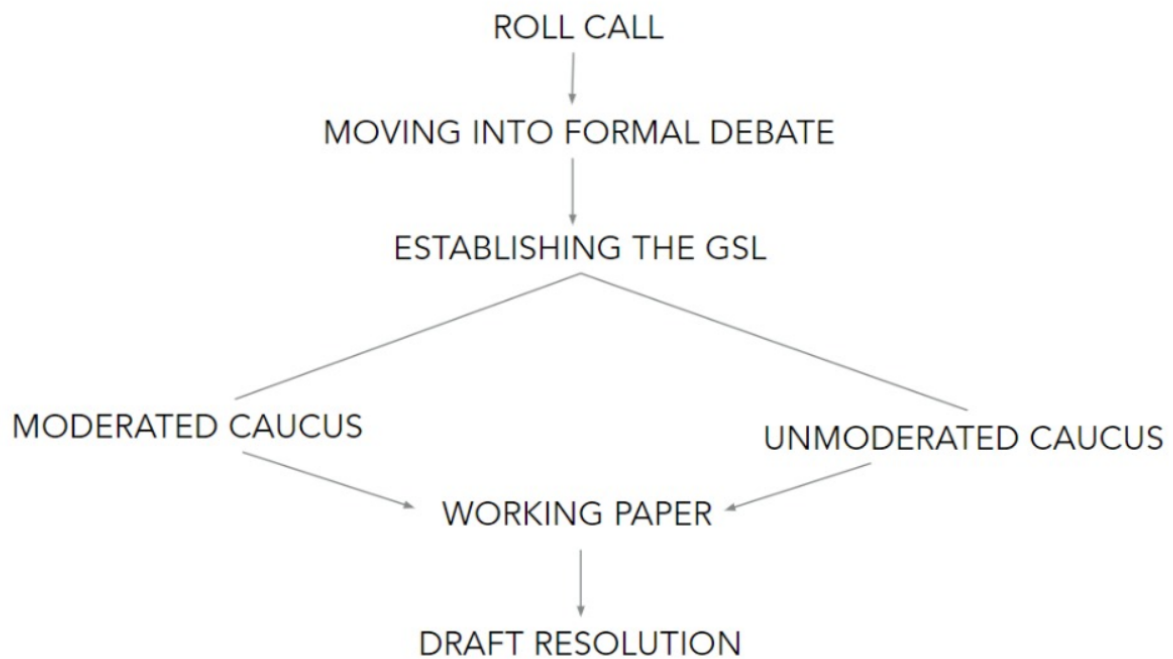 ROLL CALL
MOVING INTO FORMAL DEBATE
ESTABLISHING THE GSL
MODERATED CAUCUS
UNMODERATED CAUCUS
WORKING PAPER
DRAFT RESOLUTION